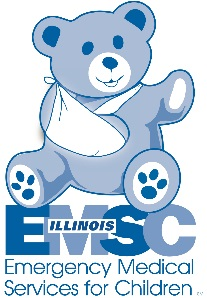 ILLINOIS
EMSC
Emergency Medical
Services for Children